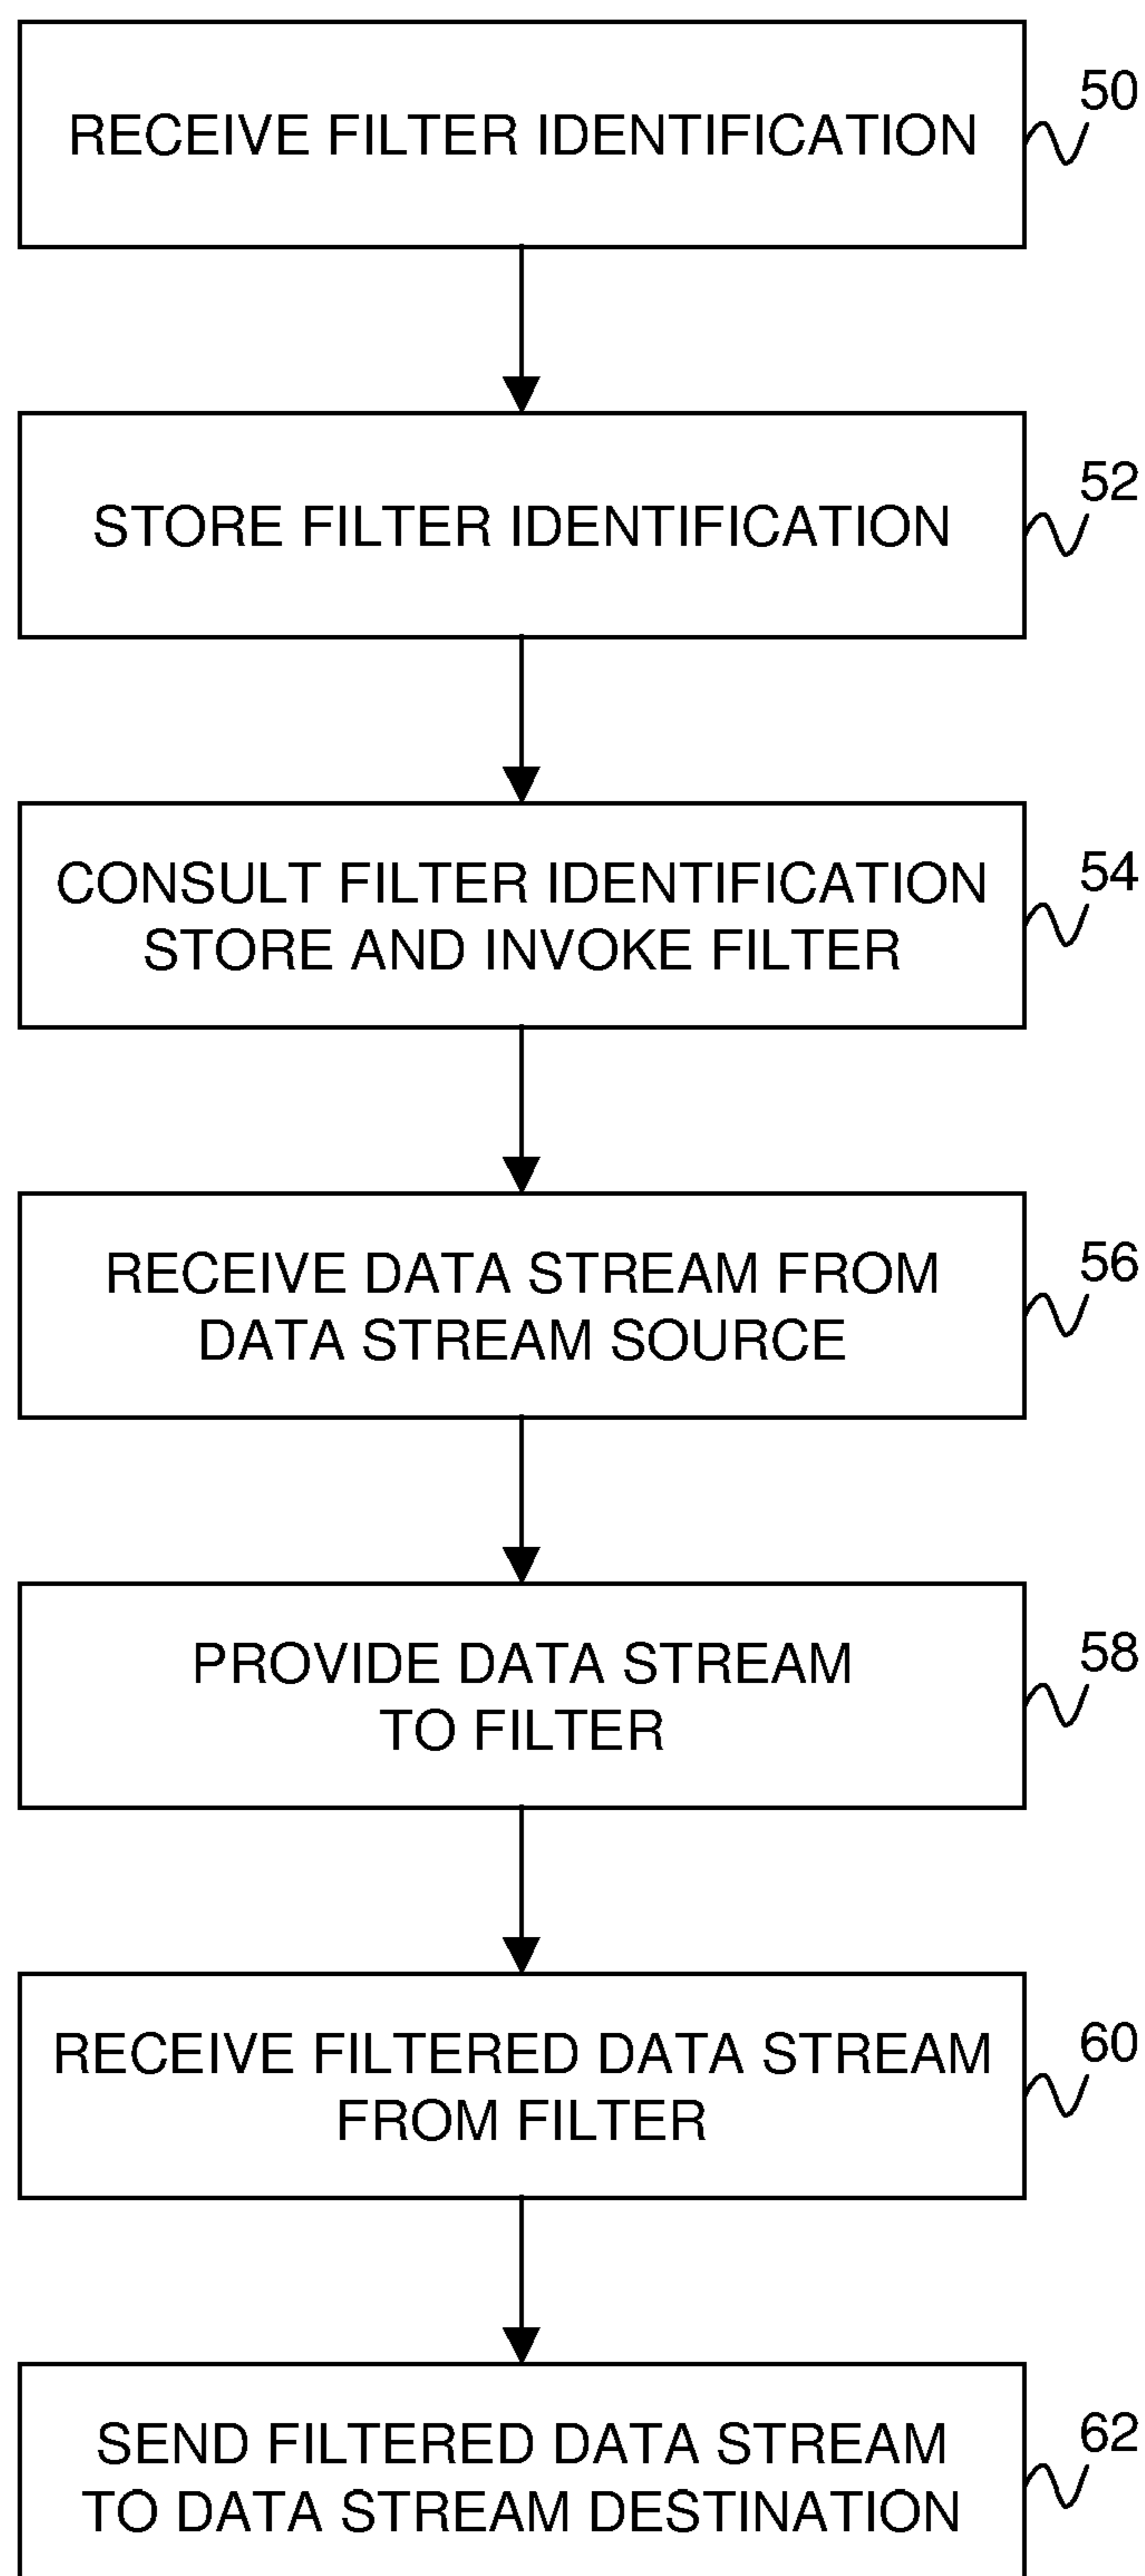 RECEIVE FILTER IDENTIFICATION
50
STORE FILTER IDENTIFICATION
52
CONSULT FILTER IDENTIFICATION
STORE AND INVOKE FILTER
54
RECEIVE DATA STREAM FROM
DATA STREAM SOURCE
56
PROVIDE DATA STREAM
TO FILTER
58
RECEIVE FILTERED DATA STREAM
FROM FILTER
60
SEND FILTERED DATA STREAM
TO DATA STREAM DESTINATION
62